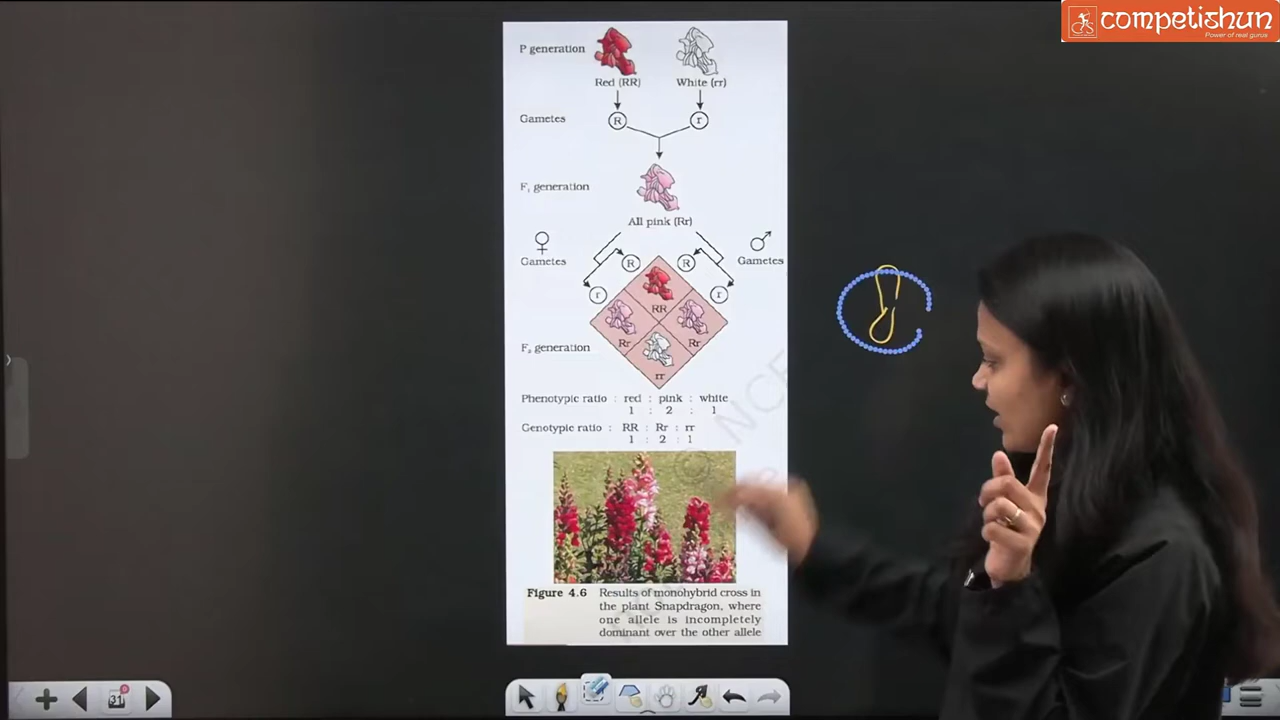 competishun
Power of real gurus
P generation
Red (RR) White (rr)
Gametes R r
F₁ generation
All pink (Rr)
♀ ♂
Gametes R R Gametes
r r
RR
Rr Rr
F₂ generation
rr
Phenotypic ratio : red : pink : white
1 : 2 : 1
Genotypic ratio : RR : Rr : rr
1 : 2 : 1
Figure 4.6 Results of monohybrid cross in
the plant Snapdragon, where
one allele is incompletely
dominant over the other allele
31